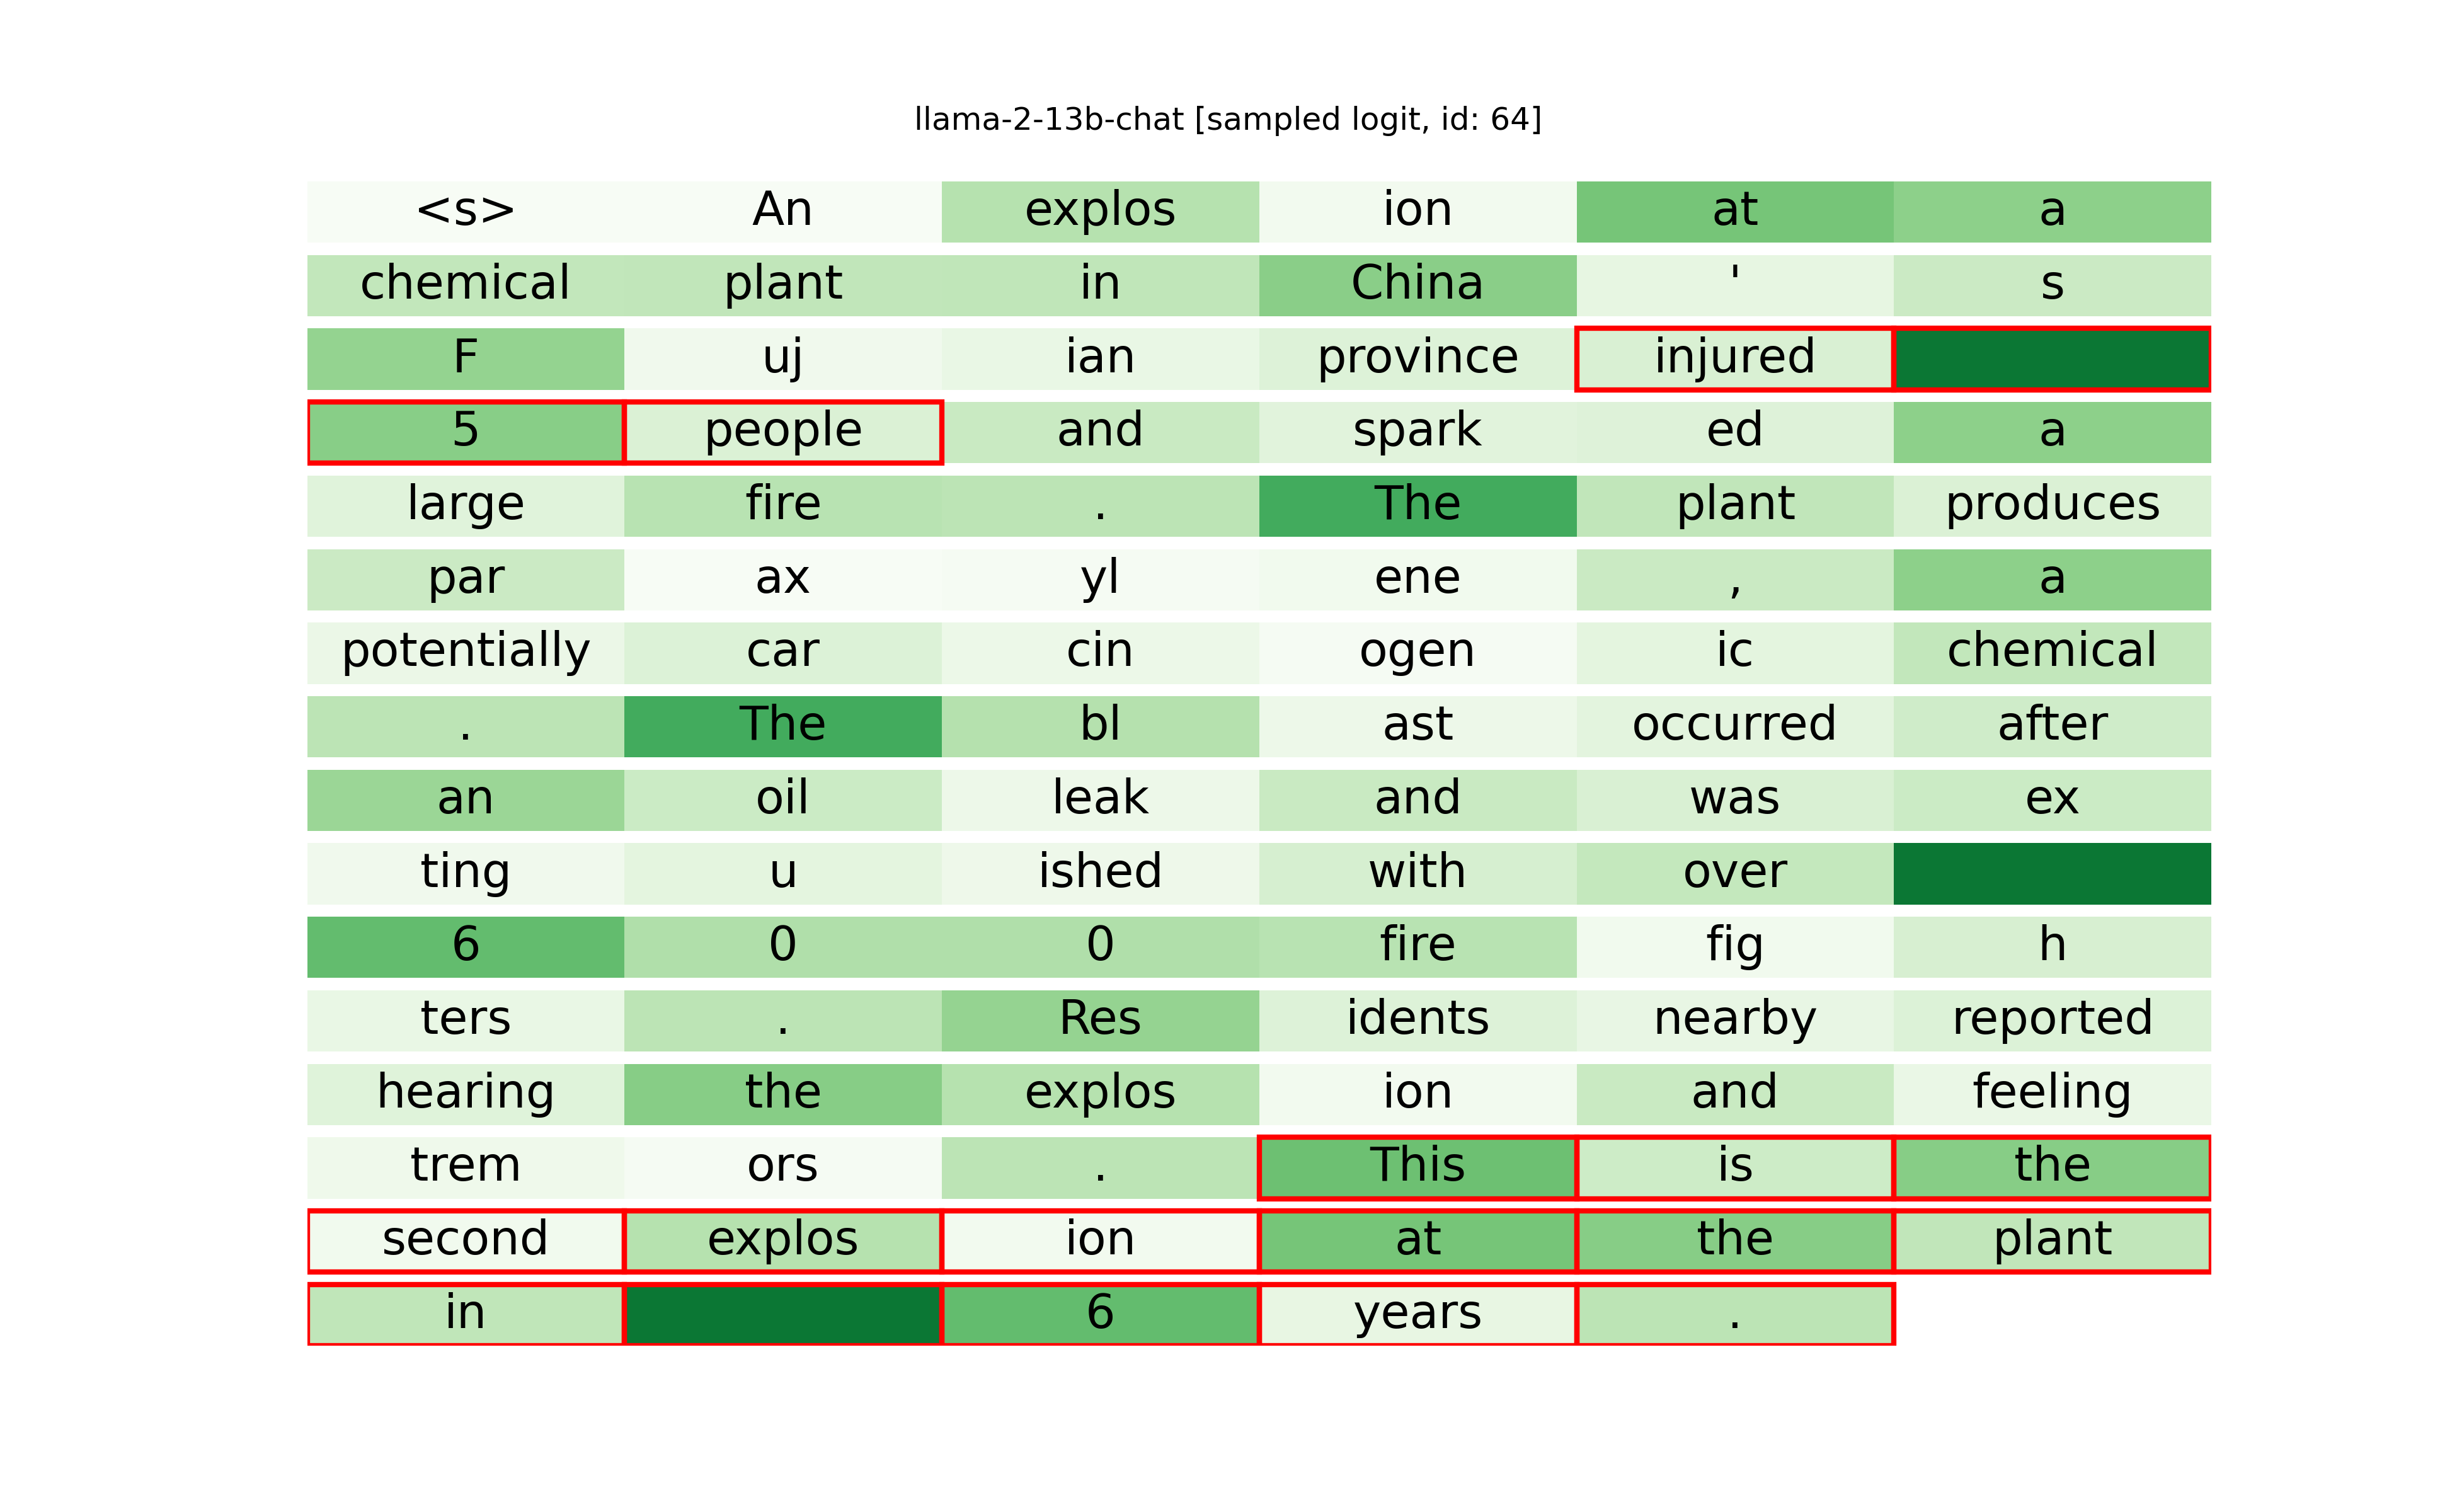 llama-2-13b-chat [sampled logit, id: 64]
<s> An explos ion at a
chemical plant in China ' s
F uj ian province injured
5 people and spark ed a
large fire . The plant produces
par ax yl ene , a
potentially car cin ogen ic chemical
. The bl ast occurred after
an oil leak and was ex
ting u ished with over
6 0 0 fire fig h
ters . Res idents nearby reported
hearing the explos ion and feeling
trem ors . This is the
second explos ion at the plant
in 6 years .